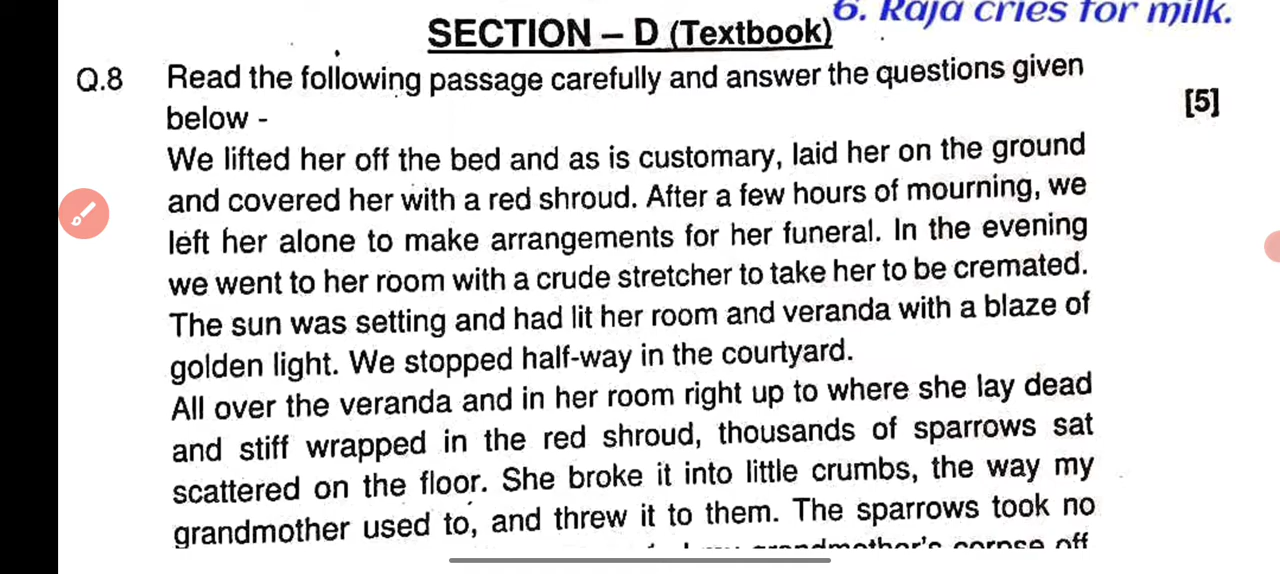 6. Raja cries for milk.
SECTION – D (Textbook)
Q.8 Read the following passage carefully and answer the questions given
[5]
below -
We lifted her off the bed and as is customary, laid her on the ground
and covered her with a red shroud. After a few hours of mourning, we
left her alone to make arrangements for her funeral. In the evening
we went to her room with a crude stretcher to take her to be cremated.
The sun was setting and had lit her room and veranda with a blaze of
golden light. We stopped half-way in the courtyard.
All over the veranda and in her room right up to where she lay dead
and stiff wrapped in the red shroud, thousands of sparrows sat
scattered on the floor. She broke it into little crumbs, the way my
grandmother used to, and threw it to them. The sparrows took no
grandmother's corpse off